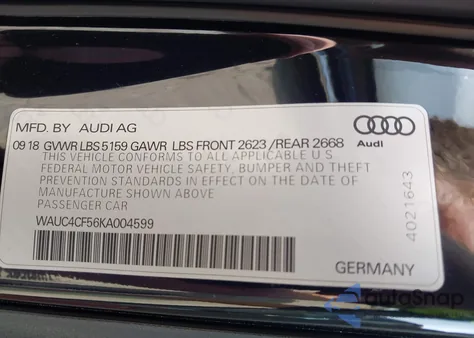 MFD. BY AUDI AG
Audi
09 18 GVWR LBS 5159 GAWR LBS FRONT 2623 /REAR 2668
THIS VEHICLE CONFORMS TO ALL APPLICABLE U S
FEDERAL MOTOR VEHICLE SAFETY, BUMPER AND THEFT
PREVENTION STANDARDS IN EFFECT ON THE DATE
OF MANUFACTURE SHOWN ABOVE
PASSENGER CAR
WAUC4CF56KA004599
4021643
GERMANY
AutoSnap